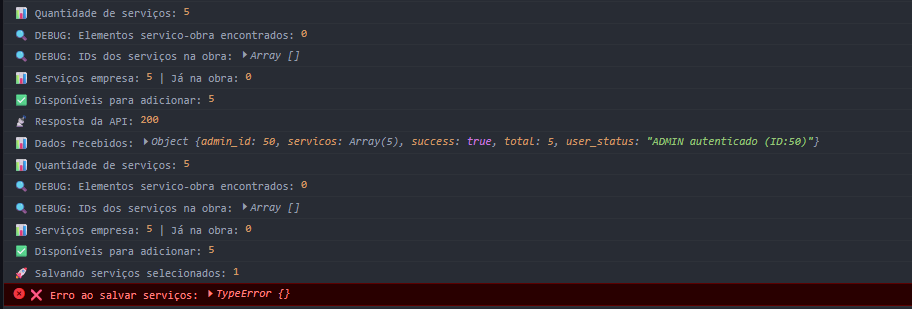 📊 Quantidade de serviços: 5
🔍 DEBUG: Elementos servico-obra encontrados: 0
🔍 DEBUG: IDs dos serviços na obra: ▶Array []
📊 Serviços empresa: 5 | Já na obra: 0
✅ Disponíveis para adicionar: 5
📡 Resposta da API: 200
📊 Dados recebidos: ▶Object {admin_id: 50, servicos: Array(5), success: true, total: 5, user_status: "ADMIN autenticado (ID:50)"}
📊 Quantidade de serviços: 5
🔍 DEBUG: Elementos servico-obra encontrados: 0
🔍 DEBUG: IDs dos serviços na obra: ▶Array []
📊 Serviços empresa: 5 | Já na obra: 0
✅ Disponíveis para adicionar: 5
🚀 Salvando serviços selecionados: 1
❌ Erro ao salvar serviços: ▶TypeError {}